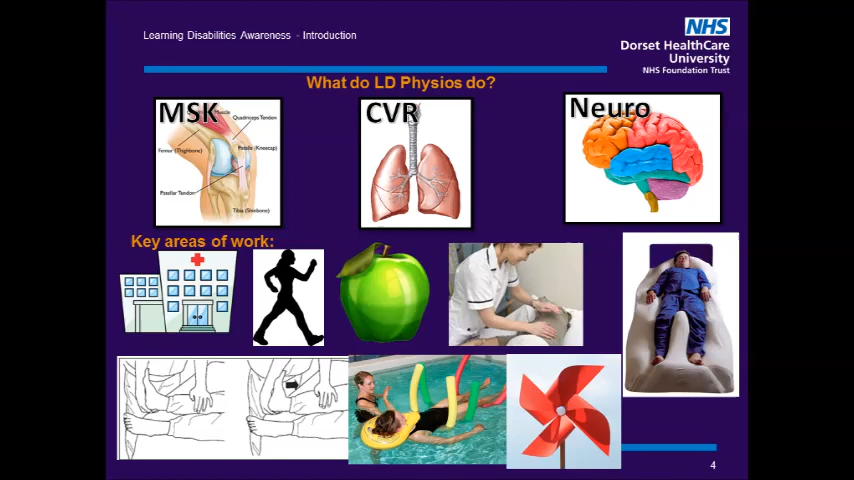 Learning Disabilities Awareness - Introduction
NHS
Dorset HealthCare
University
NHS Foundation Trust
What do LD Physios do?
MSK
Muscle
Quadriceps Tendon
Femur (Thighbone)
Patella (Kneecap)
Patellar Tendon
Tibia (Shinbone)
CVR
Neuro
Key areas of work:
4